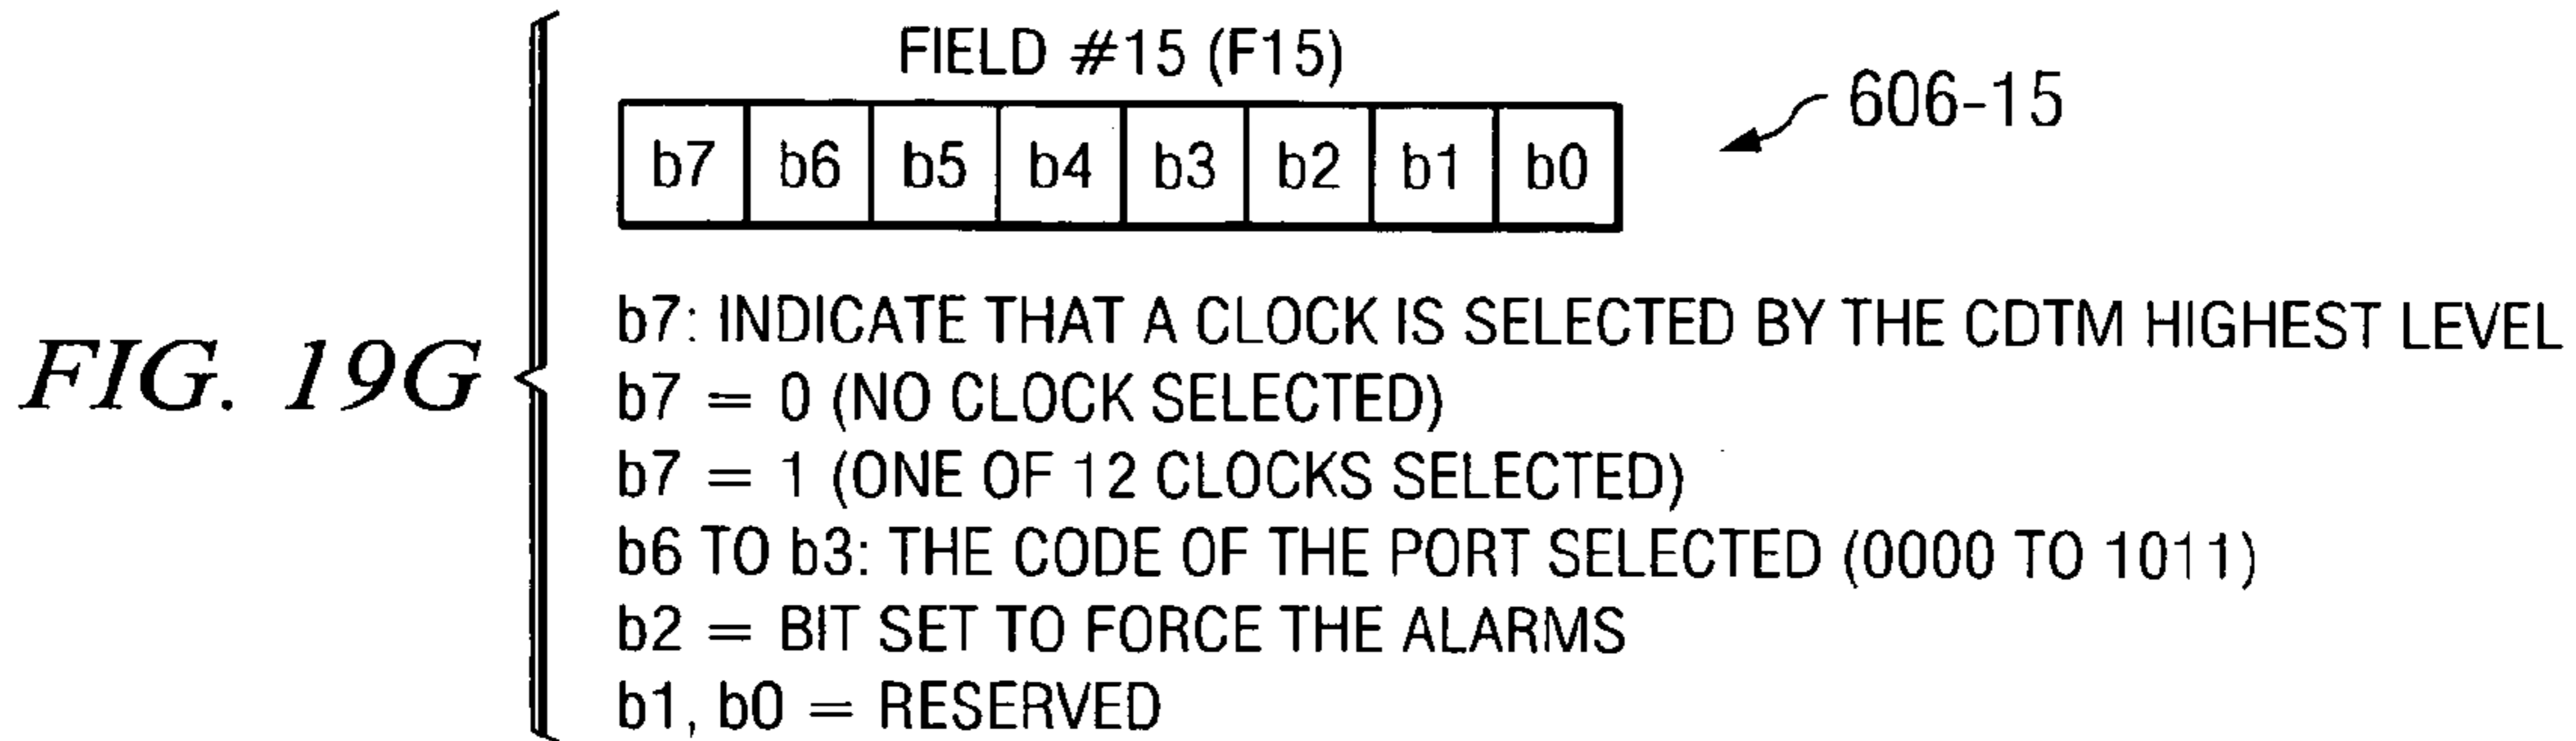 FIELD #15 (F15)
606-15
b7 b6 b5 b4 b3 b2 b1 b0
FIG. 19G
b7: INDICATE THAT A CLOCK IS SELECTED BY THE CDTM HIGHEST LEVEL
b7 = 0 (NO CLOCK SELECTED)
b7 = 1 (ONE OF 12 CLOCKS SELECTED)
b6 TO b3: THE CODE OF THE PORT SELECTED (0000 TO 1011)
b2 = BIT SET TO FORCE THE ALARMS
b1, b0 = RESERVED